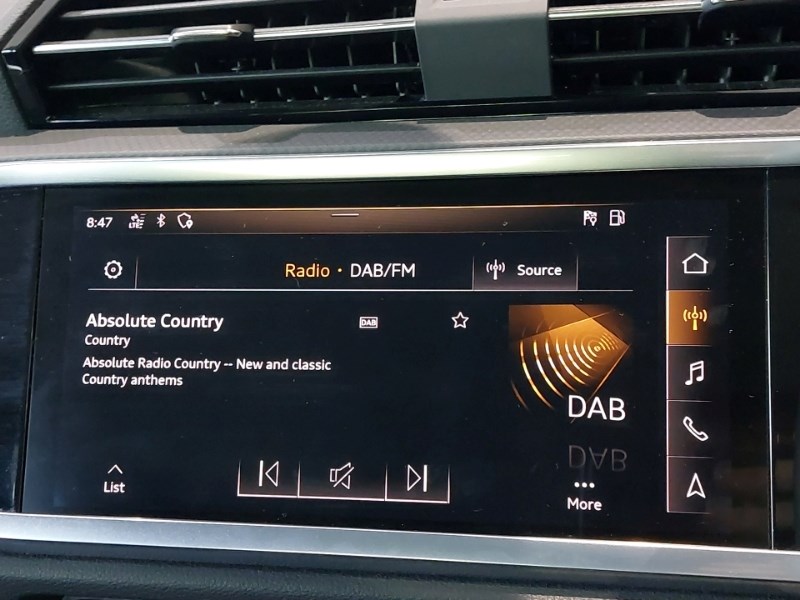 8:47 LTE
Radio • DAB/FM
Source
Absolute Country
DAB
Country
Absolute Radio Country -- New and classic
Country anthems
DAB
List
More